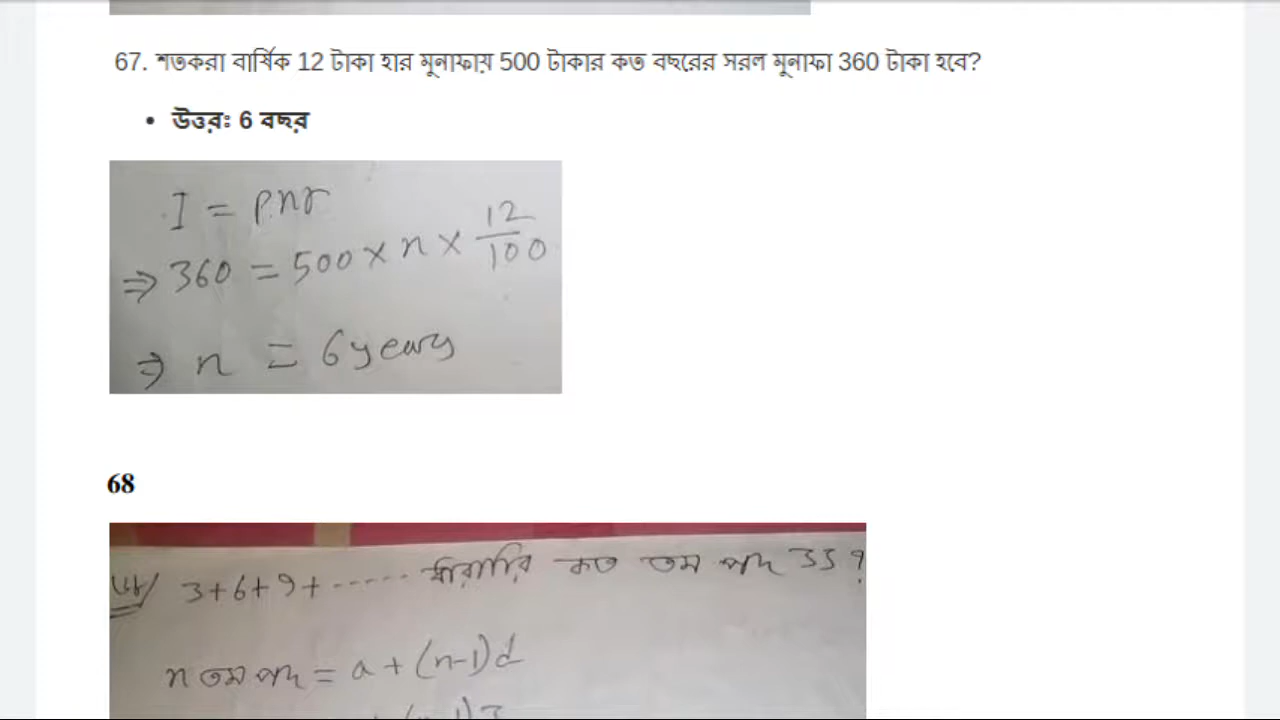 67. শতকরা বার্ষিক 12 টাকা হার মুনাফায় 500 টাকার কত বছরের সরল মুনাফা 360 টাকা হবে?
• উত্তরঃ 6 বছর
I = pnr
⇒ 360 = 500 × n × 12/100
⇒ n = 6 years
68
3+6+9+ ----- ধারাটির কত তম পদ 33?
n তম পদ = a + (n-1)d